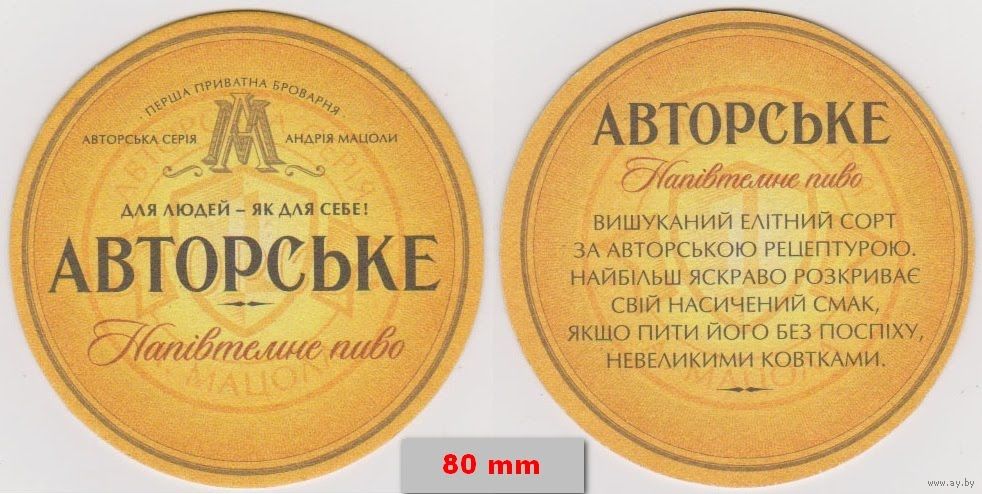 ПЕРША ПРИВАТНА БРОВАРНЯ
АВТОРСЬКА СЕРІЯ АНДРІЯ МАЦОЛИ
ДЛЯ ЛЮДЕЙ – ЯК ДЛЯ СЕБЕ!
АВТОРСЬКЕ
Напівтемне пиво
АВТОРСЬКЕ
Напівтемне пиво
ВИШУКАНИЙ ЕЛІТНИЙ СОРТ
ЗА АВТОРСЬКОЮ РЕЦЕПТУРОЮ.
НАЙБІЛЬШ ЯСКРАВО РОЗКРИВАЄ
СВІЙ НАСИЧЕНИЙ СМАК,
ЯКЩО ПИТИ ЙОГО БЕЗ ПОСПІХУ,
НЕВЕЛИКИМИ КОВТКАМИ.
80 mm
www.ay.by